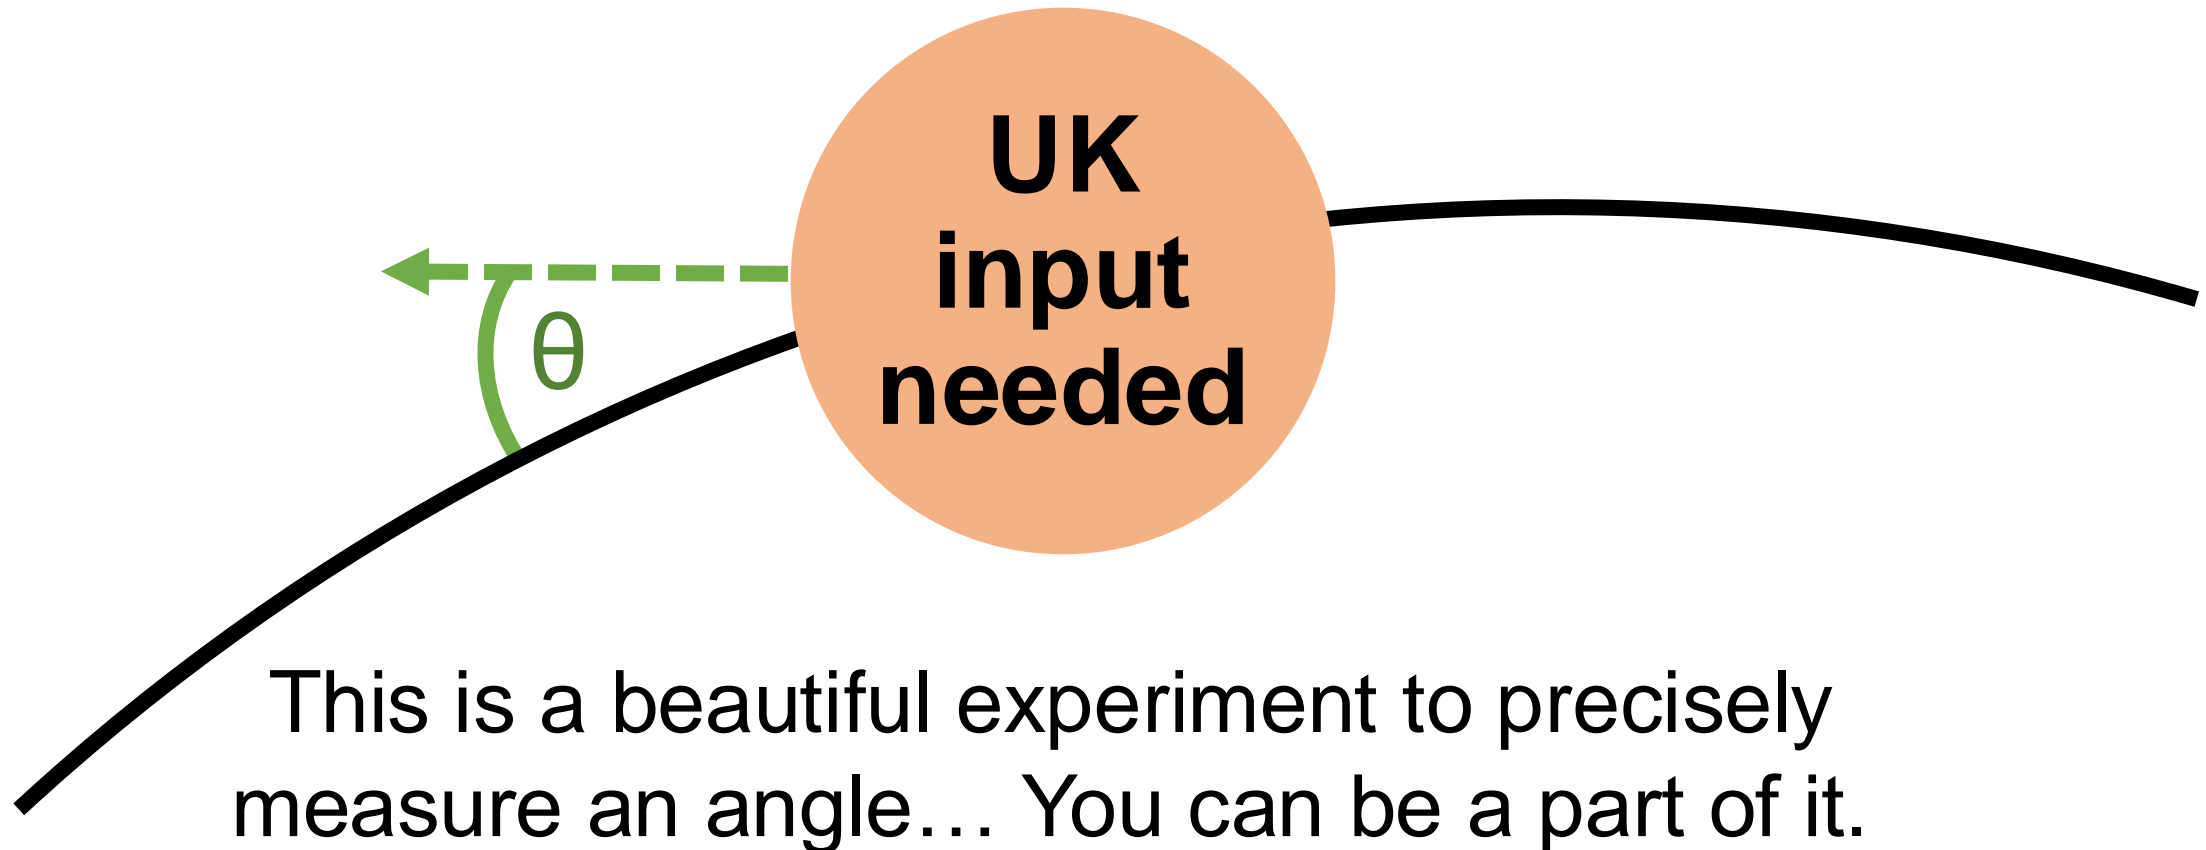 UK
input
needed
θ
This is a beautiful experiment to precisely
measure an angle… You can be a part of it.